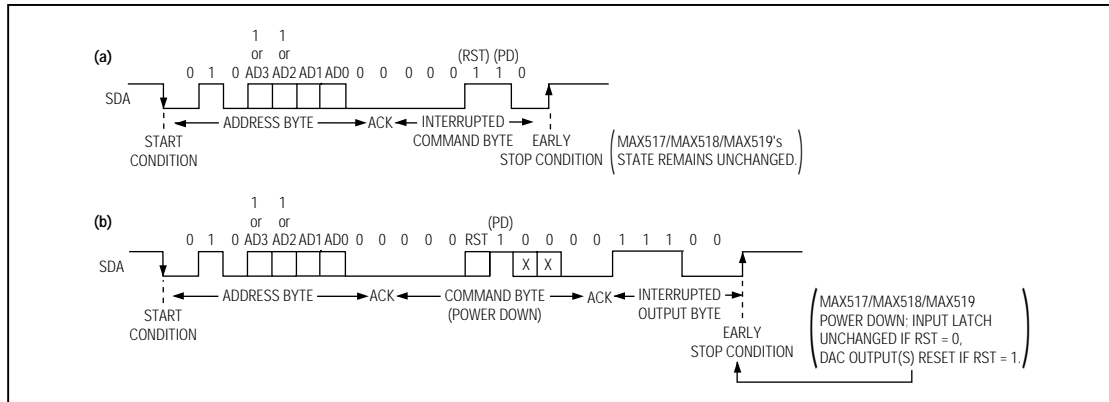 (a)
1 1
or or
0 1 0 AD3 AD2 AD1 AD0 0 0 0 0 0 1 1 0
(RST) (PD)
SDA
ADDRESS BYTE ACK INTERRUPTED
COMMAND BYTE
START
CONDITION
EARLY
STOP CONDITION
MAX517/MAX518/MAX519's
STATE REMAINS UNCHANGED.
(b)
1 1
or or
(PD)
0 1 0 AD3 AD2 AD1 AD0 0 0 0 0 0 RST 1 0 0 0 0 1 1 1 0 0
SDA
X X
ADDRESS BYTE ACK COMMAND BYTE
(POWER DOWN)
ACK INTERRUPTED
OUTPUT BYTE
START
CONDITION
EARLY
STOP CONDITION
MAX517/MAX518/MAX519
POWER DOWN; INPUT LATCH
UNCHANGED IF RST = 0,
DAC OUTPUT(S) RESET IF RST = 1.